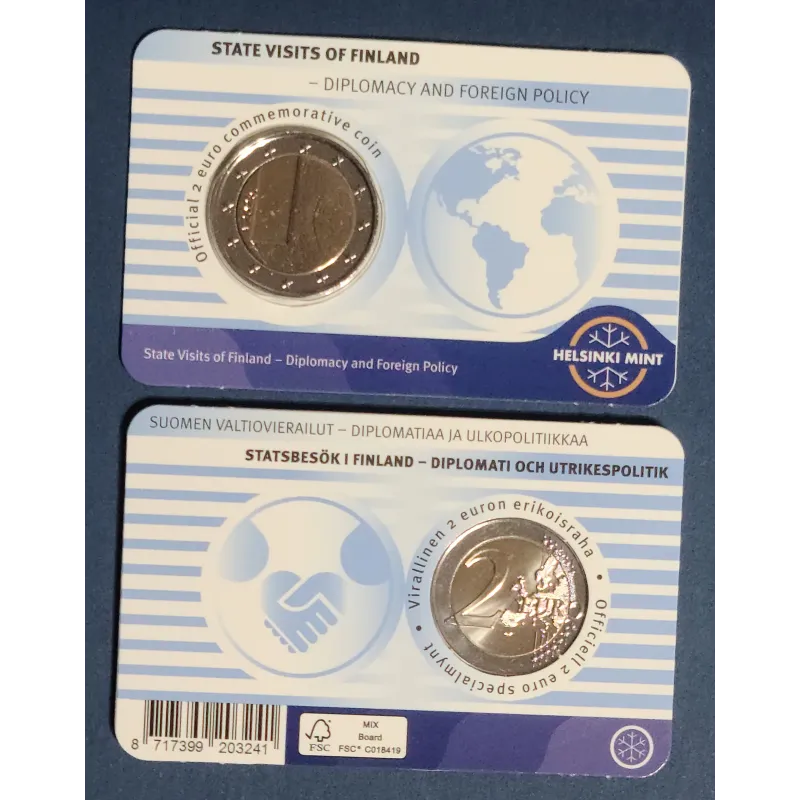 STATE VISITS OF FINLAND
– DIPLOMACY AND FOREIGN POLICY
Official 2 euro commemorative coin
HELSINKI MINT
State Visits of Finland – Diplomacy and Foreign Policy
SUOMEN VALTIOVIERAILUT – DIPLOMATIAA JA ULKOPOLITIIKKAA
STATSBESÖK I FINLAND – DIPLOMATI OCH UTRIKESPOLITIK
Virallinen 2 euron erikoisraha •
Officiell 2 euro specialmynt •
2 EURO
8 717399 203241
FSC
MIX
Board
FSC® C018419